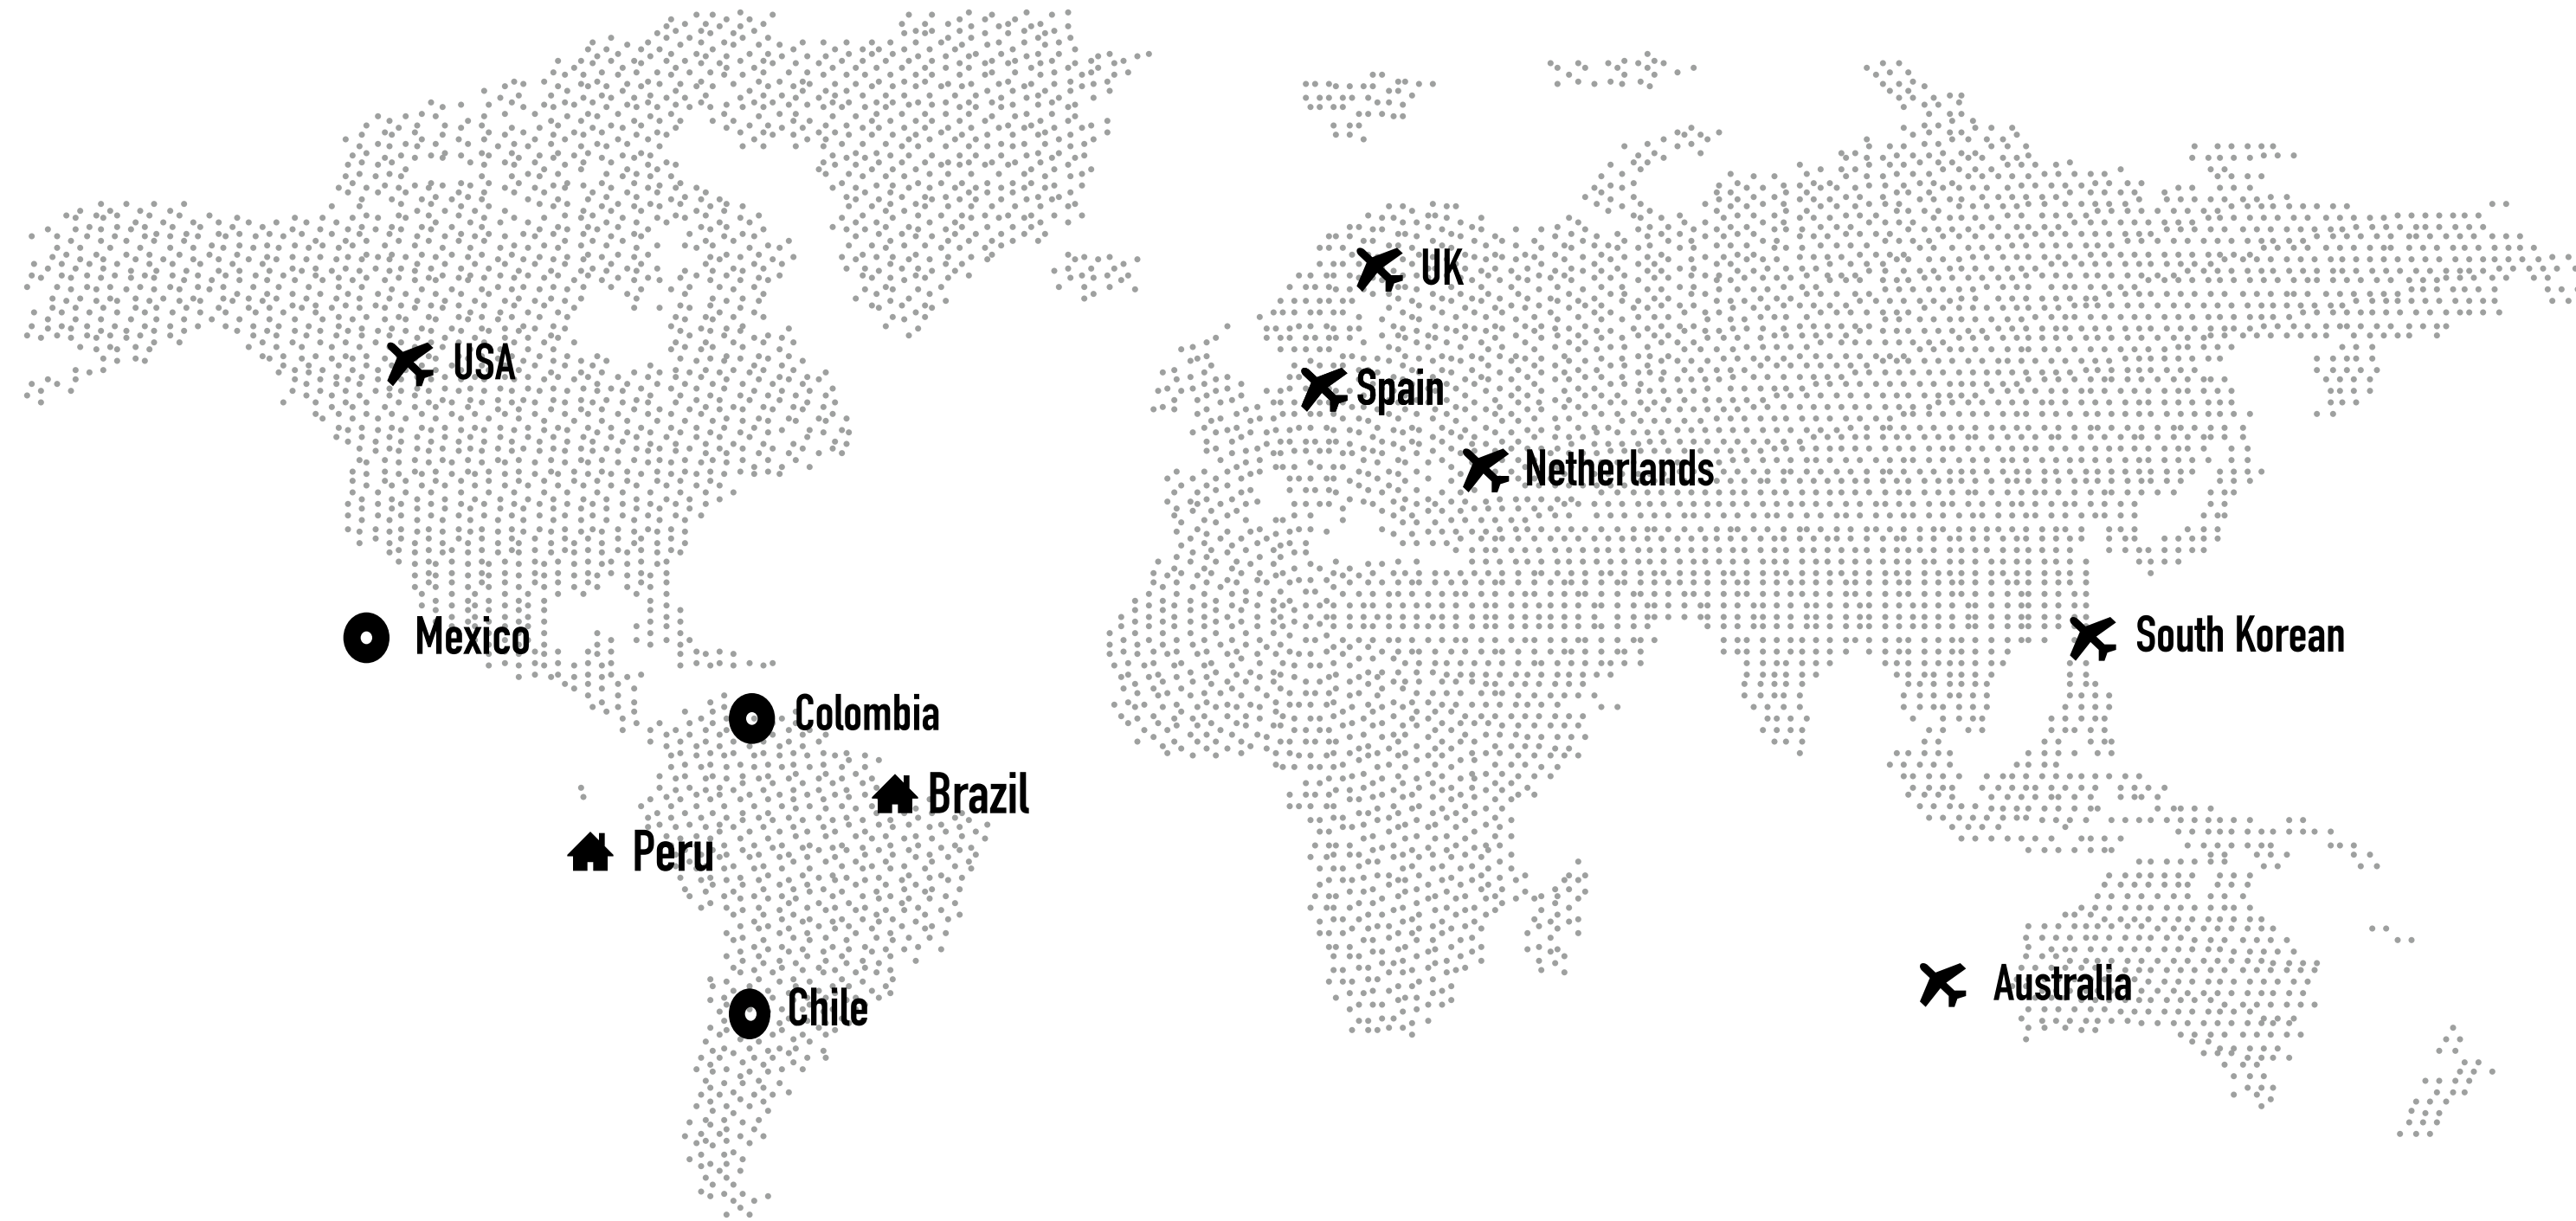 UK
USA
Spain
Netherlands
Mexico
South Korean
Colombia
Brazil
Peru
Australia
Chile